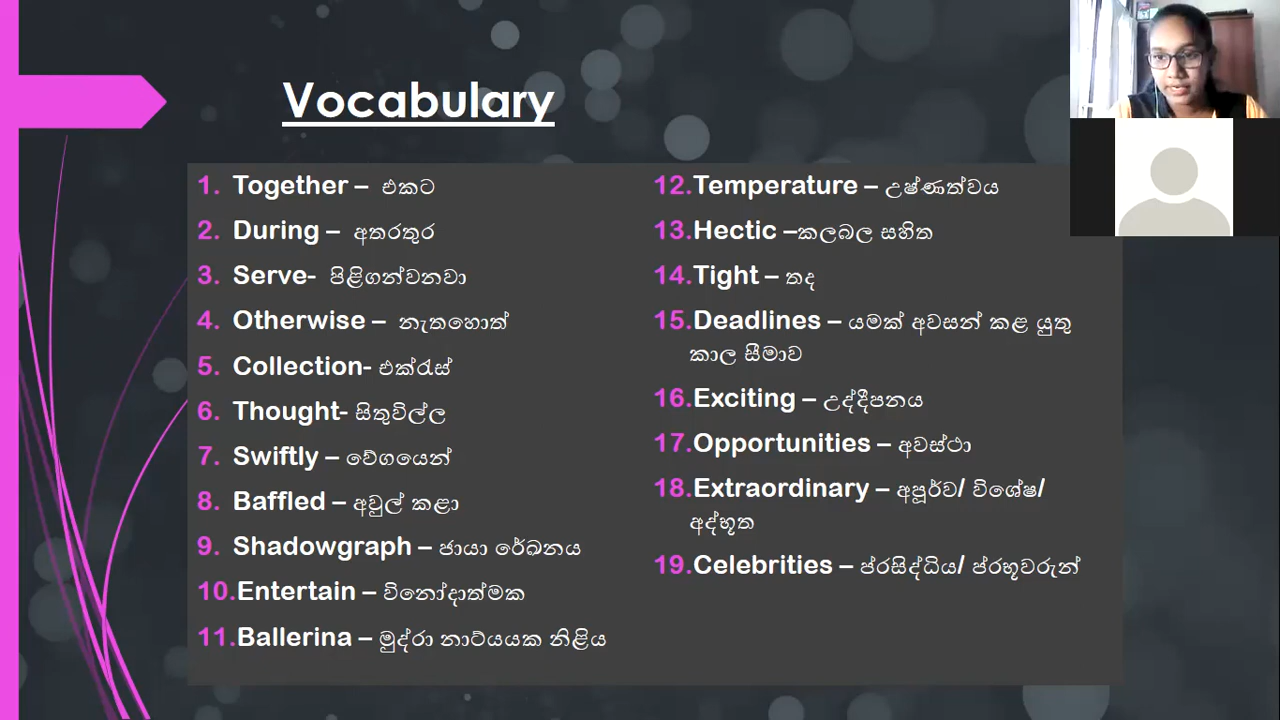 Vocabulary
1. Together – එකට
2. During – අතරතුර
3. Serve- පිළිගන්වනවා
4. Otherwise – නැතහොත්
5. Collection- එක්රැස්
6. Thought- සිතුවිල්ල
7. Swiftly – වේගයෙන්
8. Baffled – අවුල් කළා
9. Shadowgraph – ඡායා රේඛනය
10. Entertain – විනෝදාත්මක
11. Ballerina – මුද්රා නාට්යයක නිළිය
12. Temperature – උෂ්ණත්වය
13. Hectic –කලබල සහිත
14. Tight – තද
15. Deadlines – යමක් අවසන් කළ යුතු
කාල සීමාව
16. Exciting – උද්දීපනය
17. Opportunities – අවස්ථා
18. Extraordinary – අපූර්ව/ විශේෂ/
අද්භූත
19. Celebrities – ප්රසිද්ධිය/ ප්රභූවරුන්